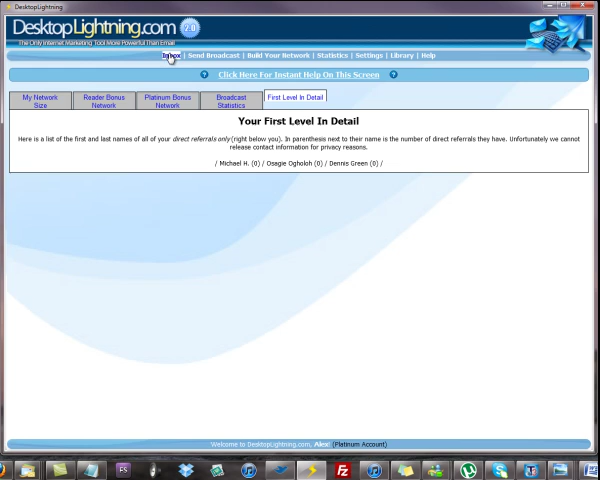 DesktopLightning
DesktopLightning.com 2.0
The Only Internet Marketing Tool More Powerful Than Email
Inbox | Send Broadcast | Build Your Network | Statistics | Settings | Library | Help
? Click Here For Instant Help On This Screen ?
My Network Size
Reader Bonus Network
Platinum Bonus Network
Broadcast Statistics
First Level In Detail
Your First Level In Detail
Here is a list of the first and last names of all of your direct referrals only (right below you). In parenthesis next to their name is the number of direct referrals they have. Unfortunately we cannot
release contact information for privacy reasons.
/ Michael H. (0) / Osagie Ogholoh (0) / Dennis Green (0) /
Welcome to DesktopLightning.com, Alex! (Platinum Account)